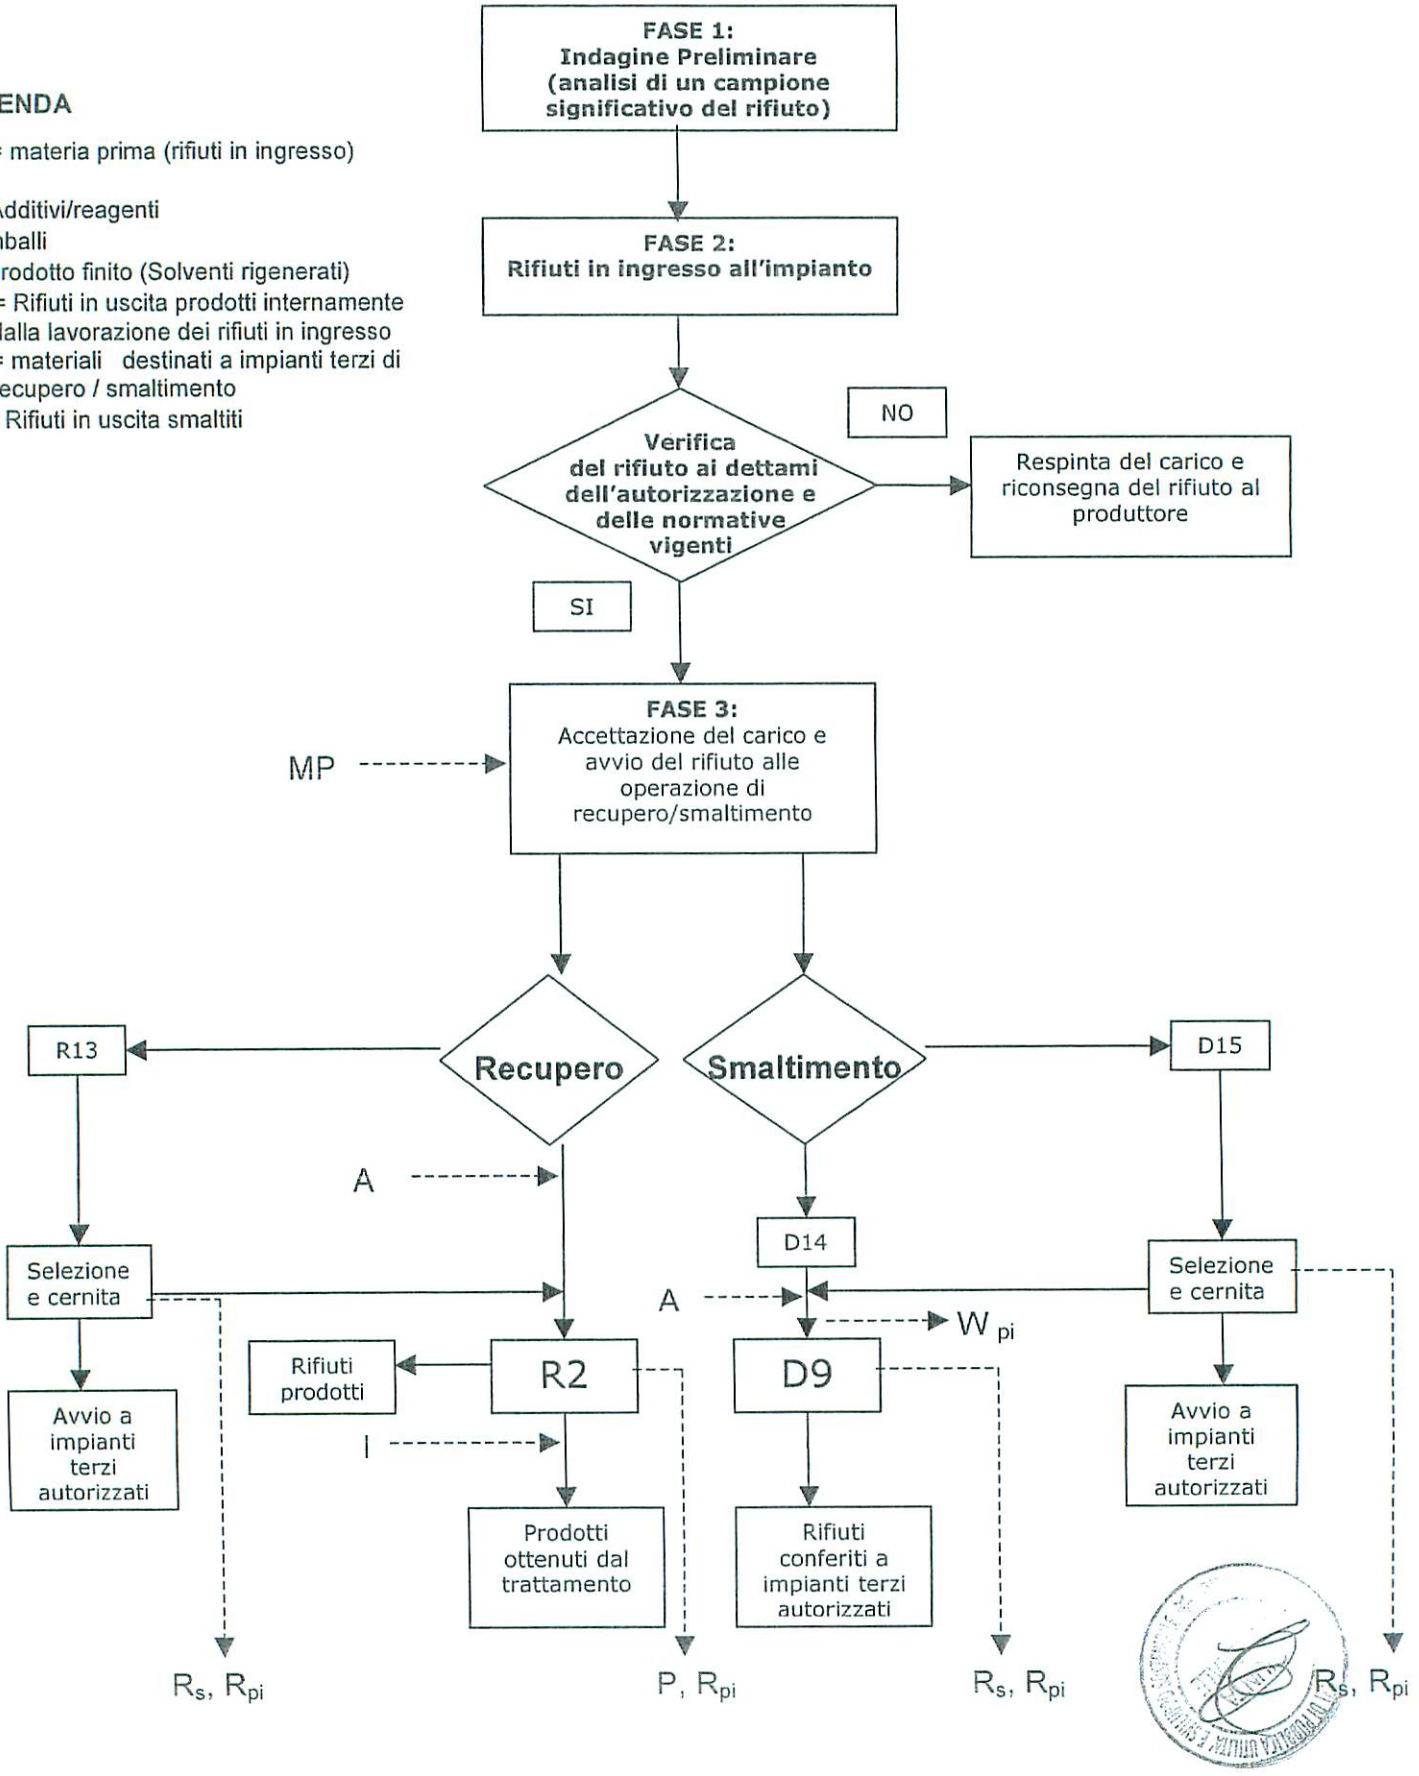 FASE 1:
Indagine Preliminare
(analisi di un campione
significativo del rifiuto)
ENDA
= materia prima (rifiuti in ingresso)
Additivi/reagenti
nballi
rodotto finito (Solventi rigenerati)
= Rifiuti in uscita prodotti internamente
dalla lavorazione dei rifiuti in ingresso
= materiali destinati a impianti terzi di
recupero / smaltimento
Rifiuti in uscita smaltiti
FASE 2:
Rifiuti in ingresso all'impianto
Verifica
del rifiuto ai dettami
dell'autorizzazione e
delle normative
vigenti
NO
Respinta del carico e
riconsegna del rifiuto al
produttore
SI
FASE 3:
Accettazione del carico e
avvio del rifiuto alle
operazione di
recupero/smaltimento
MP
R13
Recupero
Smaltimento
D15
A
D14
Selezione
e cernita
A
W pi
Selezione
e cernita
Rifiuti
prodotti
R2
D9
Avvio a
impianti
terzi
autorizzati
I
Avvio a
impianti
terzi
autorizzati
Prodotti
ottenuti dal
trattamento
Rifiuti
conferiti a
impianti terzi
autorizzati
Rs, Rpi
P, Rpi
Rs, Rpi
Rs, Rpi
DI PUBBLICA UTILITA' E SVILUPPO SOSTENIBILE